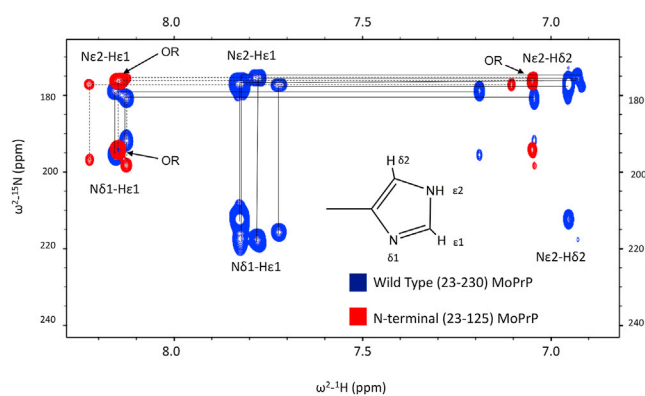 8.0
7.5
7.0
Nε2-Hε1
OR
Nε2-Hε1
OR
Nε2-Hδ2
180
180
OR
200
200
Nδ1-Hε1
H δ2
NH ε2
220
220
N
H ε1
δ1
Nδ1-Hε1
Nε2-Hδ2
Wild Type (23-230) MoPrP
N-terminal (23-125) MoPrP
240
240
8.0
7.5
7.0
ω2-15N (ppm)
ω2-1H (ppm)